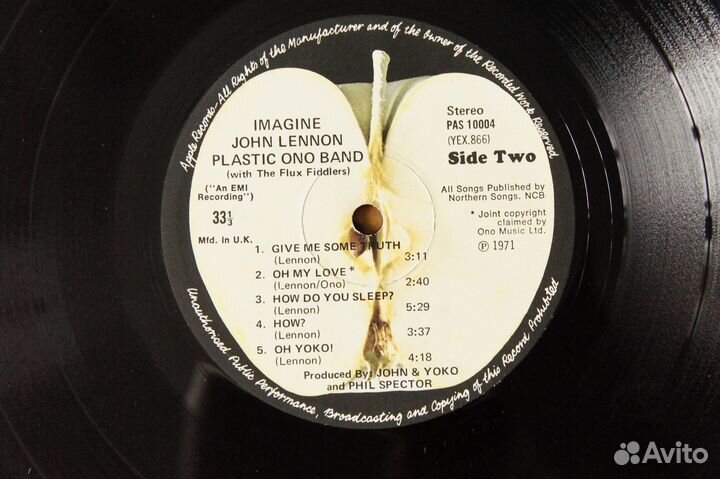 Apple Records - All Rights of the Manufacturer and of the Owner of the Recorded Work Reserved.
IMAGINE
JOHN LENNON
PLASTIC ONO BAND
(with The Flux Fiddlers)
("An EMI
Recording")
33⅓
Mfd. in U.K.
Stereo
PAS 10004
(YEX.866)
Side Two
All Songs Published by
Northern Songs. NCB
* Joint copyright
claimed by
Ono Music Ltd.
℗ 1971
1. GIVE ME SOME TRUTH
(Lennon) 3:11
2. OH MY LOVE *
(Lennon/Ono) 2:40
3. HOW DO YOU SLEEP?
(Lennon) 5:29
4. HOW?
(Lennon) 3:37
5. OH YOKO!
(Lennon) 4:18
Produced By: JOHN & YOKO
and PHIL SPECTOR
Unauthorised Public Performance, Broadcasting and Copying of this Record Prohibited
Avito